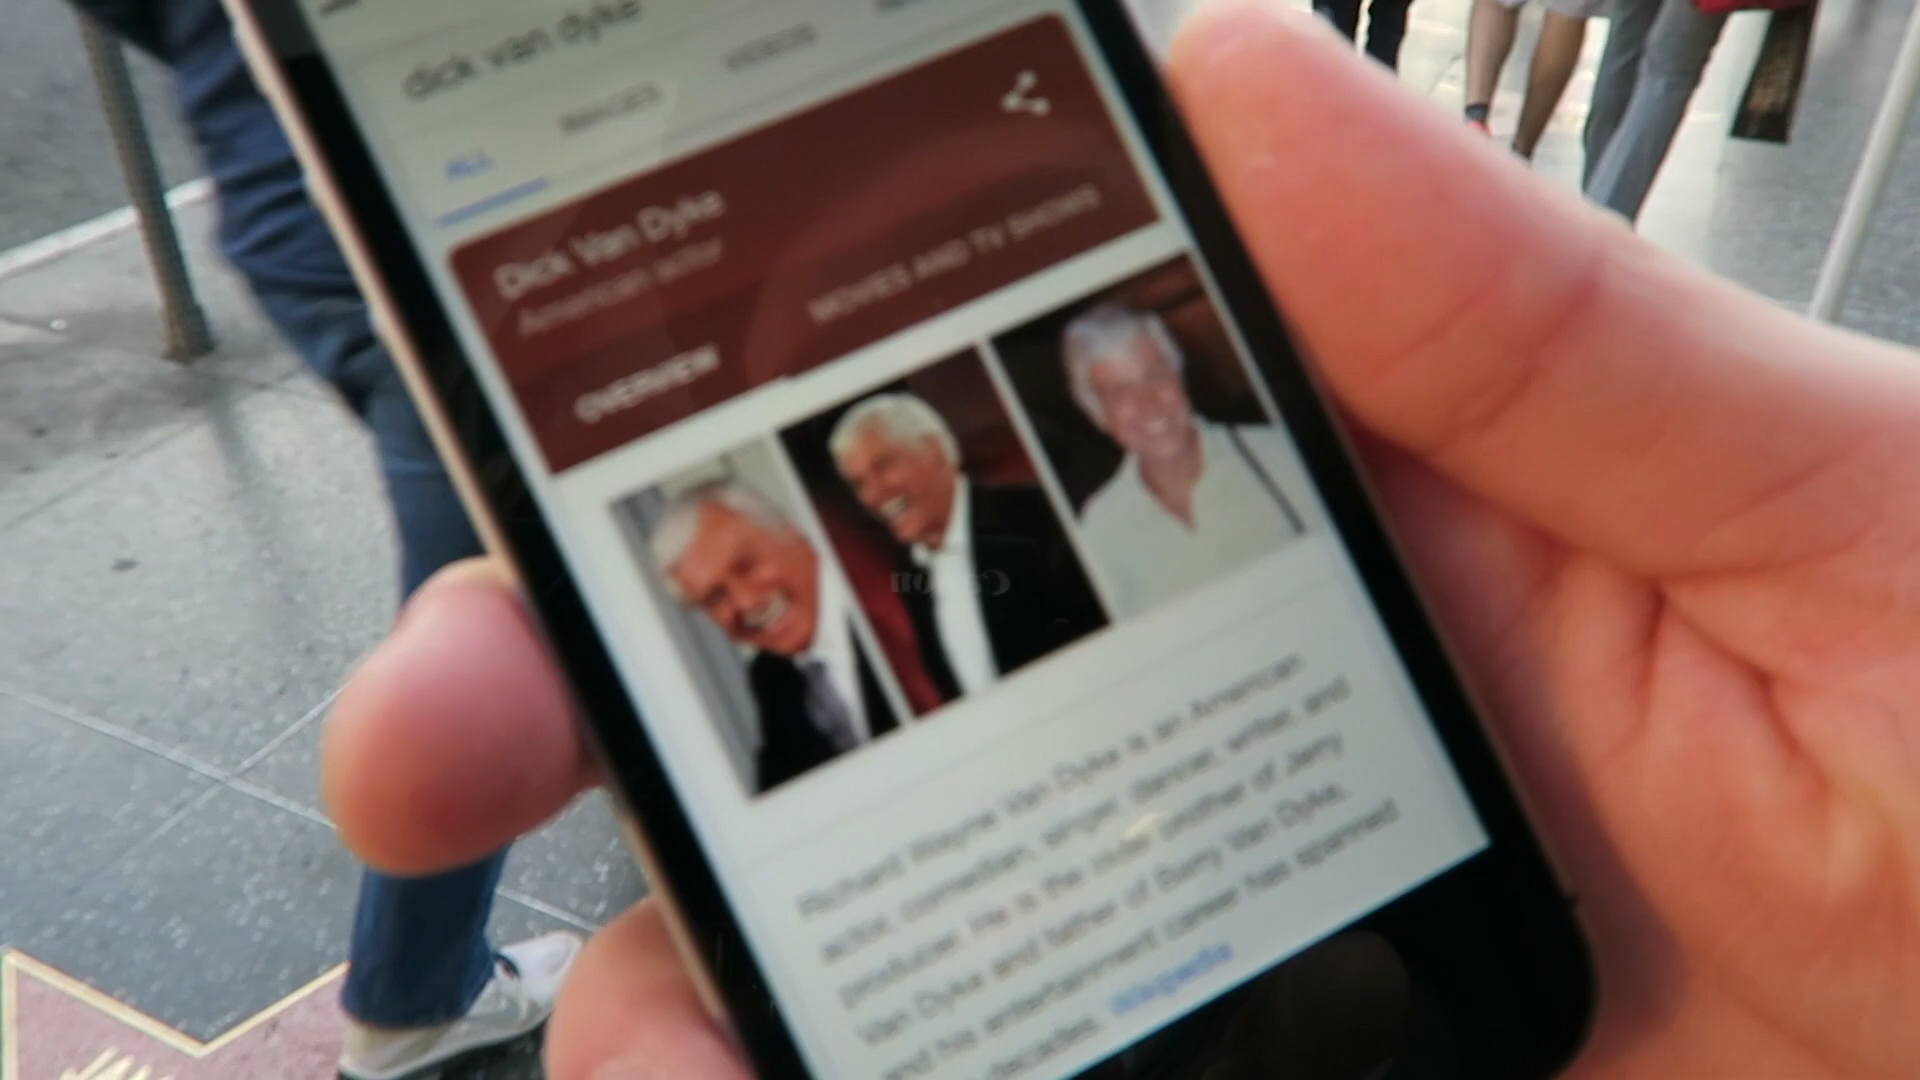 dick van dyke
ALL IMAGES VIDEOS
Dick Van Dyke
American actor
OVERVIEW MOVIES AND TV SHOWS
Canon
Richard Wayne Van Dyke is an American
actor, comedian, singer, dancer, writer, and
producer. He is the older brother of Jerry
Van Dyke and father of Barry Van Dyke,
and his entertainment career has spanned
decades. Wikipedia